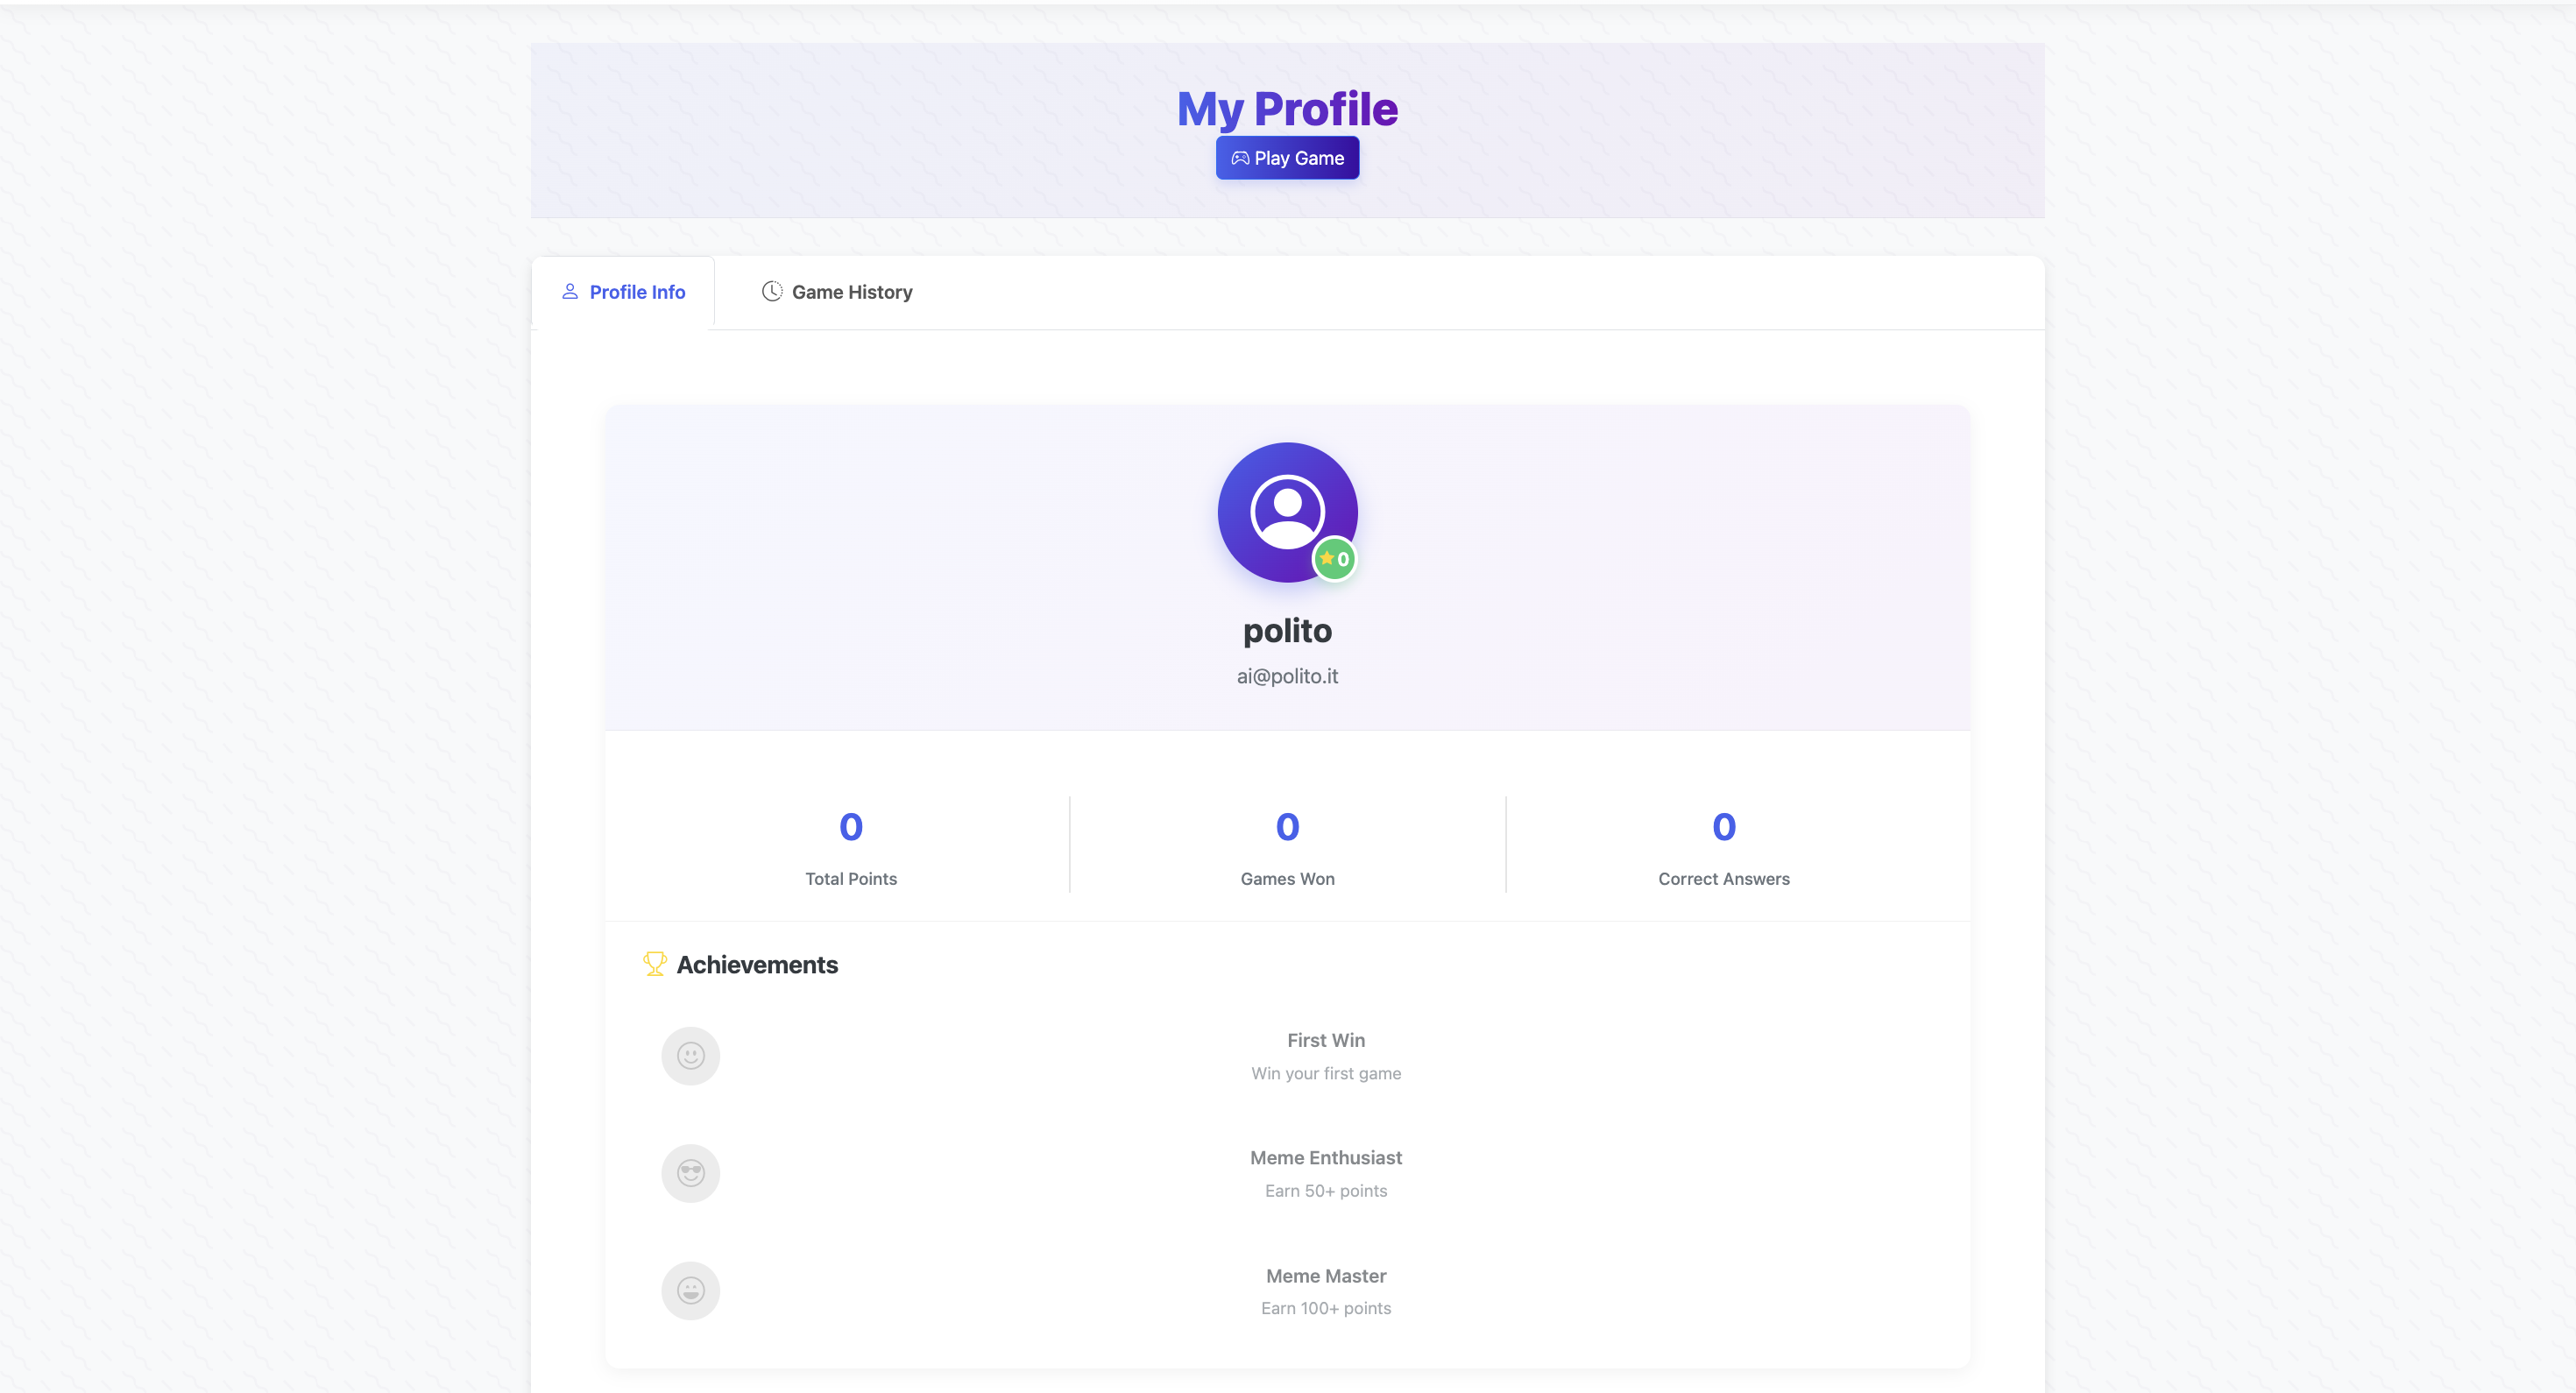 My Profile
Play Game
Profile Info
Game History
0
polito
ai@polito.it
0
Total Points
0
Games Won
0
Correct Answers
Achievements
First Win
Win your first game
Meme Enthusiast
Earn 50+ points
Meme Master
Earn 100+ points